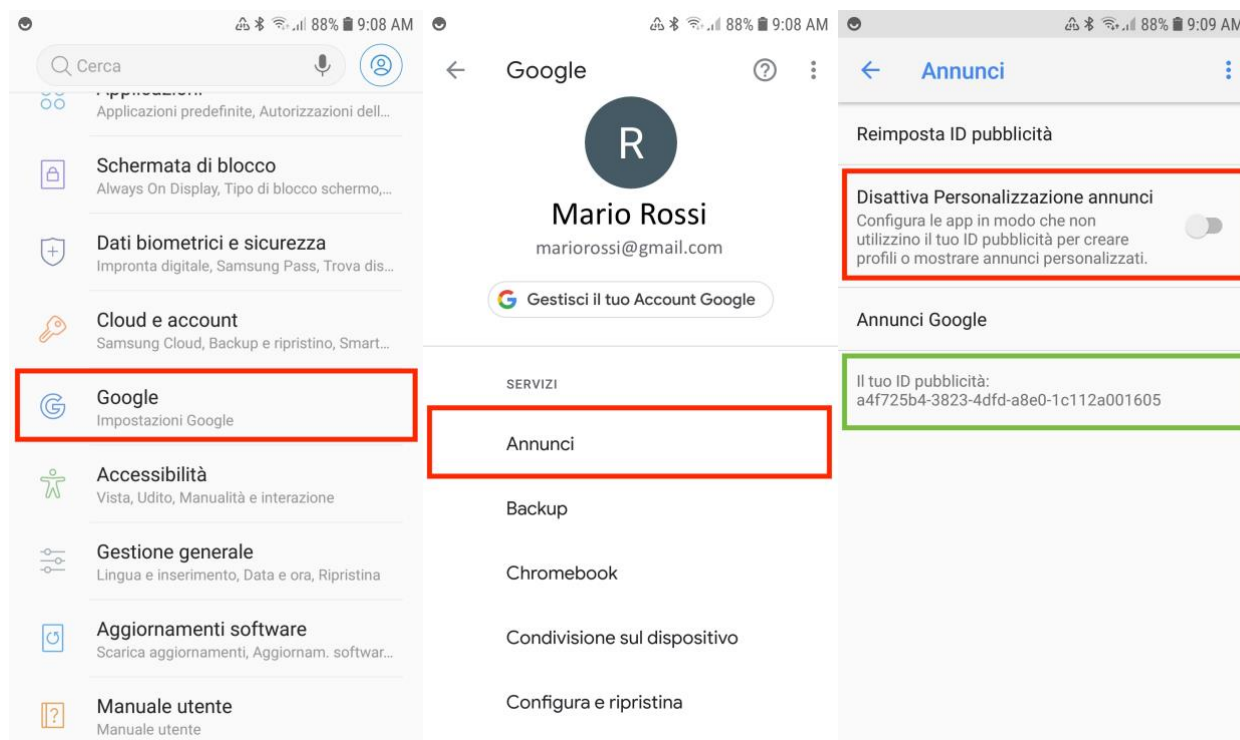 88% 9:08 AM
Cerca
Applicazioni
Applicazioni predefinite, Autorizzazioni dell...
Schermata di blocco
Always On Display, Tipo di blocco schermo,...
Dati biometrici e sicurezza
Impronta digitale, Samsung Pass, Trova dis...
Cloud e account
Samsung Cloud, Backup e ripristino, Smart...
Google
Impostazioni Google
Accessibilità
Vista, Udito, Manualità e interazione
Gestione generale
Lingua e inserimento, Data e ora, Ripristina
Aggiornamenti software
Scarica aggiornamenti, Aggiornam. softwar...
Manuale utente
Manuale utente
88% 9:08 AM
Google
R
Mario Rossi
mariorossi@gmail.com
G Gestisci il tuo Account Google
SERVIZI
Annunci
Backup
Chromebook
Condivisione sul dispositivo
Configura e ripristina
88% 9:09 AM
Annunci
Reimposta ID pubblicità
Disattiva Personalizzazione annunci
Configura le app in modo che non
utilizzino il tuo ID pubblicità per creare
profili o mostrare annunci personalizzati.
Annunci Google
Il tuo ID pubblicità:
a4f725b4-3823-4dfd-a8e0-1c112a001605